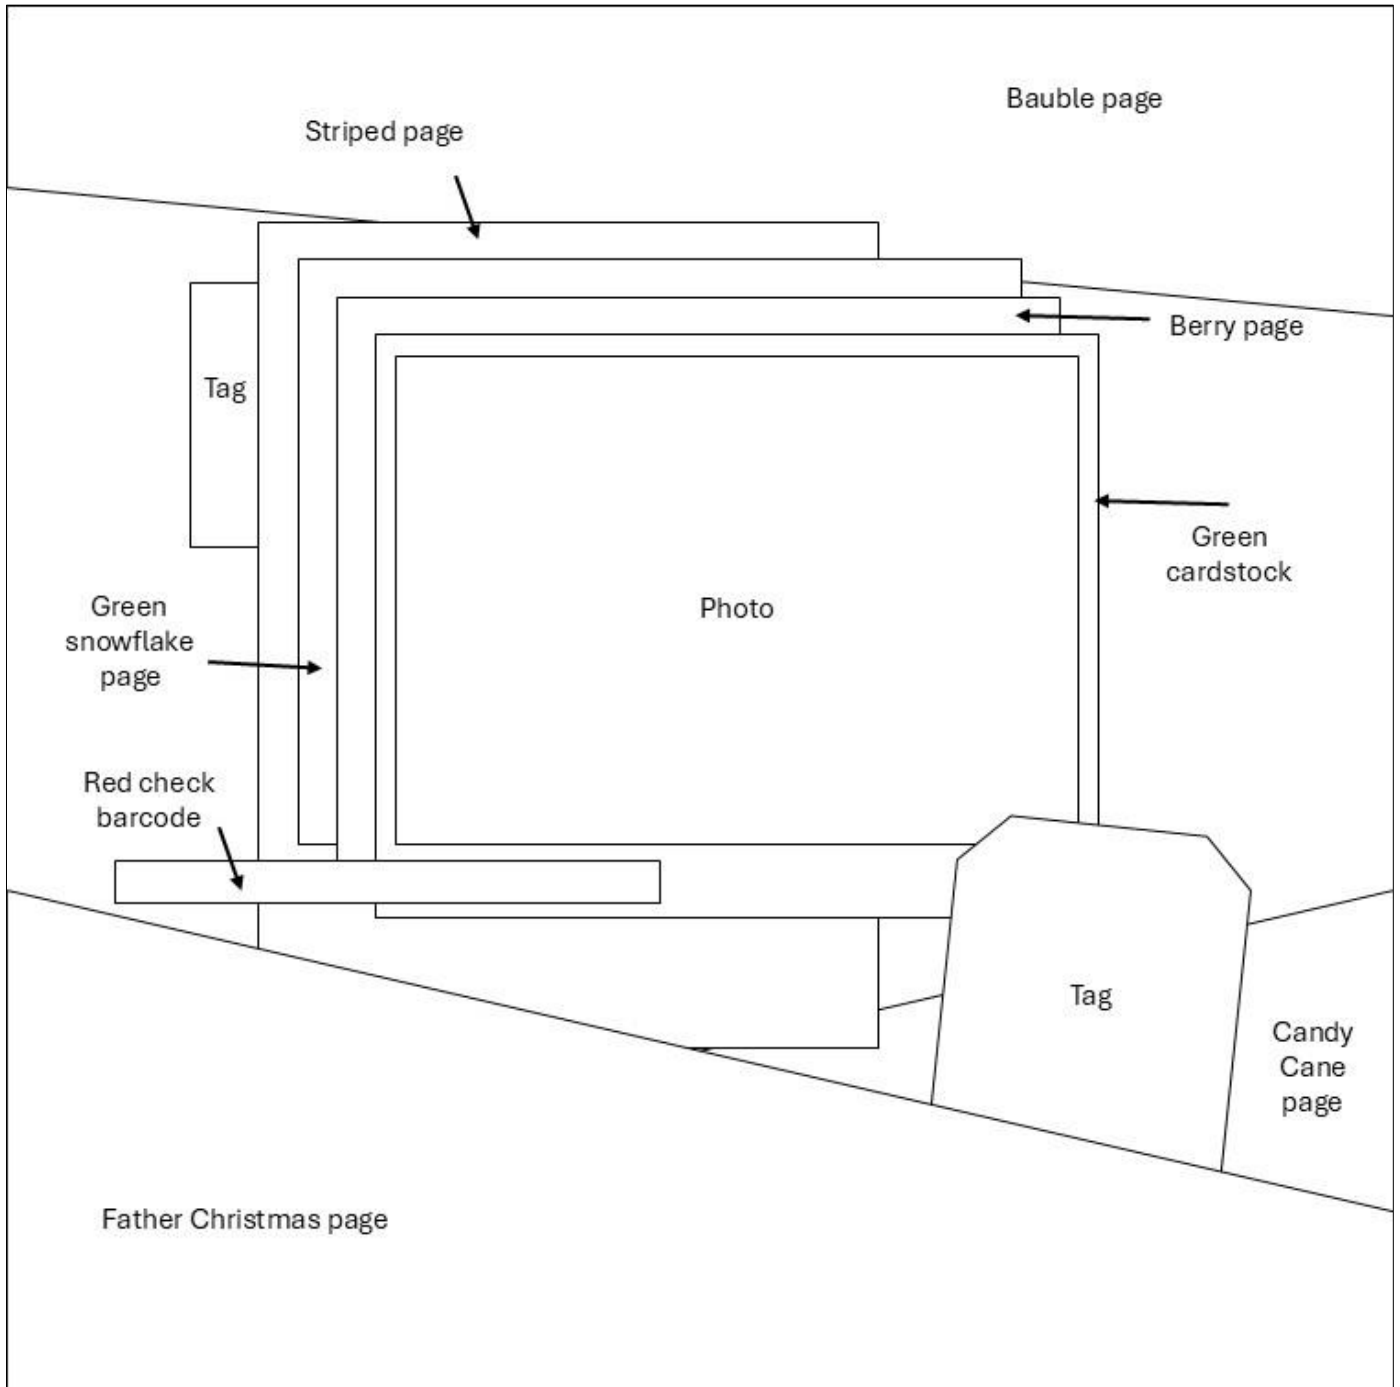 Bauble page
Striped page
Berry page
Tag
Green
cardstock
Green
snowflake
page
Photo
Red check
barcode
Tag
Candy
Cane
page
Father Christmas page